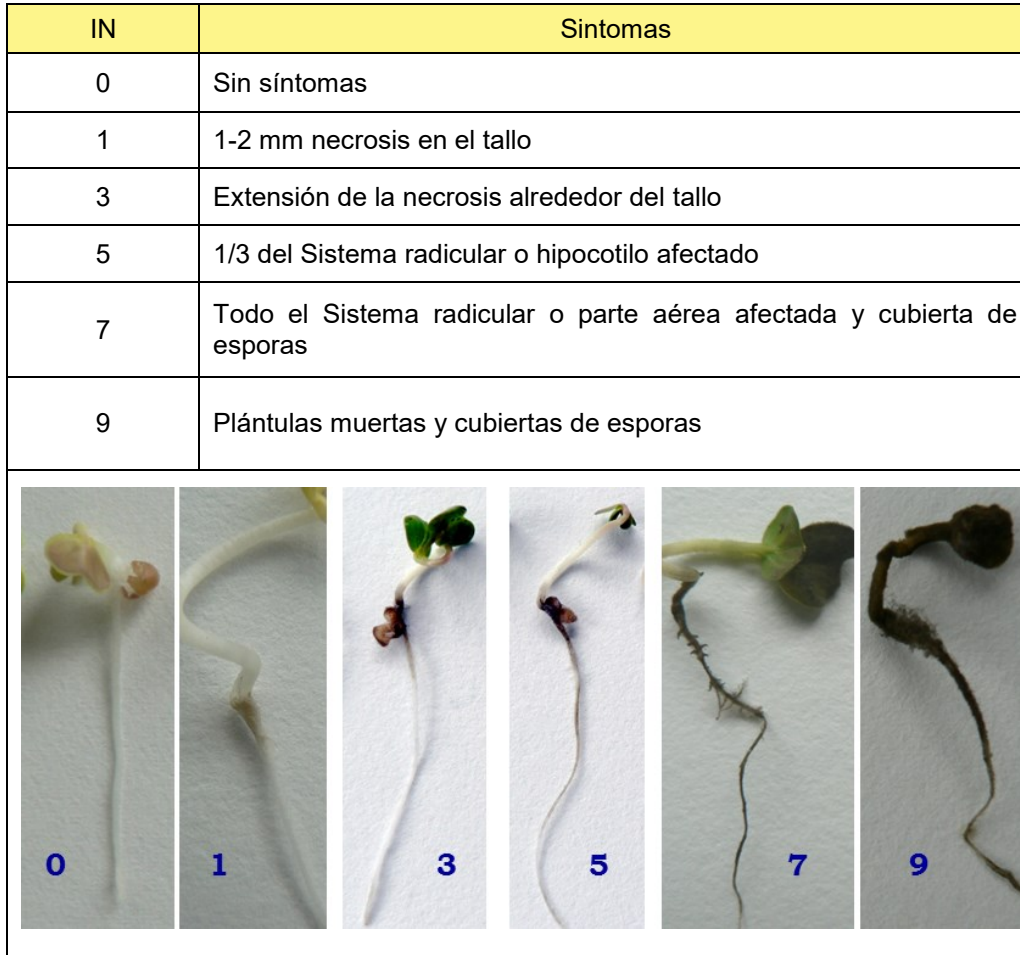 IN Sintomas
0 Sin síntomas
1 1-2 mm necrosis en el tallo
3 Extensión de la necrosis alrededor del tallo
5 1/3 del Sistema radicular o hipocotilo afectado
7 Todo el Sistema radicular o parte aérea afectada y cubierta de
esporas
9 Plántulas muertas y cubiertas de esporas
0 1 3 5 7 9